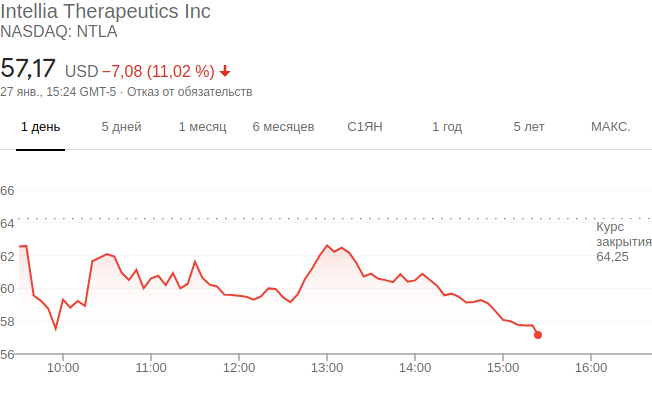 Intellia Therapeutics Inc
NASDAQ: NTLA
57,17 USD −7,08 (11,02 %)
27 янв., 15:24 GMT-5 · Отказ от обязательств
1 день 5 дней 1 месяц 6 месяцев С1ЯН 1 год 5 лет МАКС.
66
64
Курс
закрытия
64,25
62
60
58
56
10:00 11:00 12:00 13:00 14:00 15:00 16:00